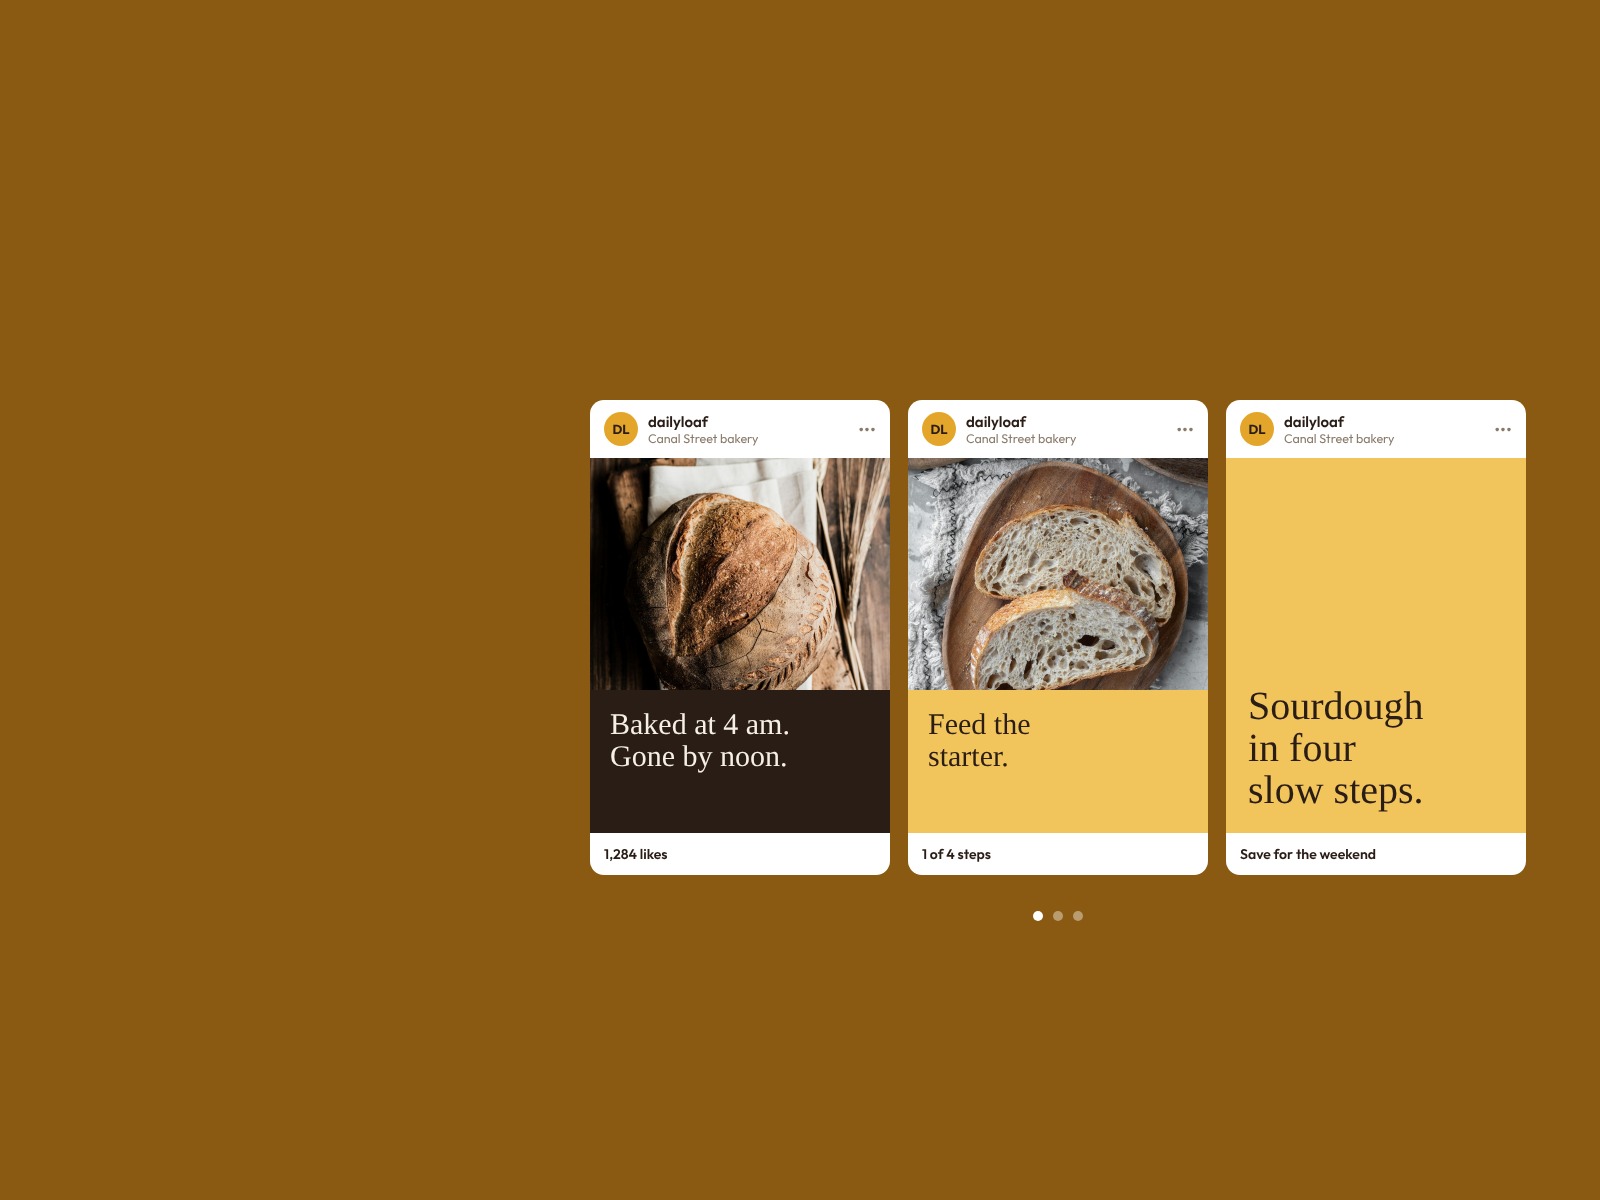 DL
dailyloaf
Canal Street bakery
Baked at 4 am.
Gone by noon.
1,284 likes
DL
dailyloaf
Canal Street bakery
Feed the
starter.
1 of 4 steps
DL
dailyloaf
Canal Street bakery
Sourdough
in four
slow steps.
Save for the weekend